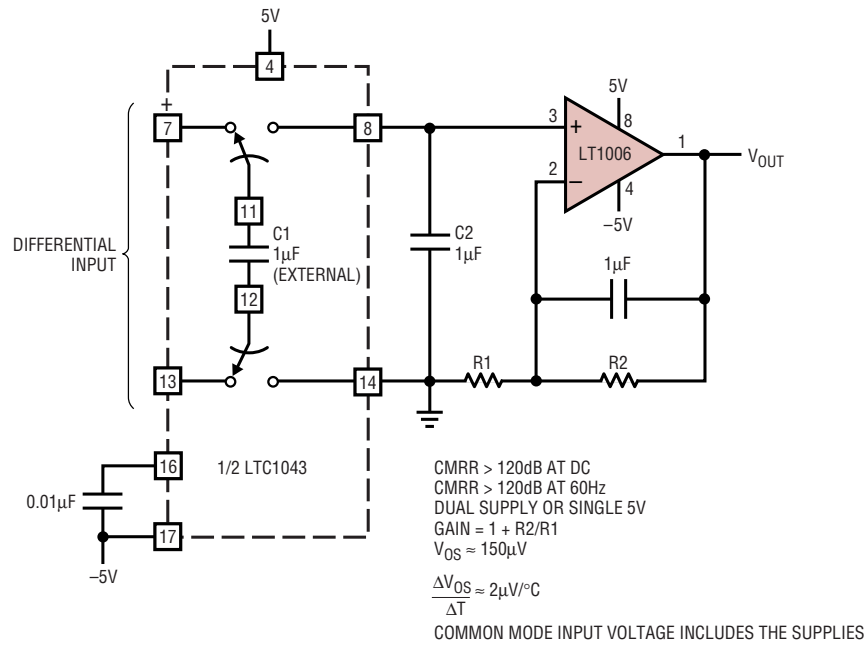 5V
4
+
7
8
11
C1
1µF
(EXTERNAL)
12
DIFFERENTIAL
INPUT
13
14
16
1/2 LTC1043
0.01µF
17
–5V
C2
1µF
3
+
5V
8
LT1006
1
VOUT
2
–
4
–5V
1µF
R1
R2
CMRR > 120dB AT DC
CMRR > 120dB AT 60Hz
DUAL SUPPLY OR SINGLE 5V
GAIN = 1 + R2/R1
VOS ≈ 150µV
ΔVOS
ΔT
≈ 2µV/°C
COMMON MODE INPUT VOLTAGE INCLUDES THE SUPPLIES